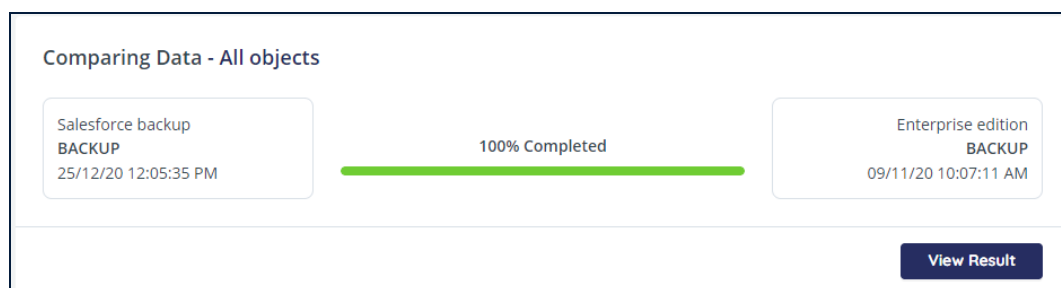 Comparing Data - All objects
Salesforce backup
BACKUP
25/12/20 12:05:35 PM
100% Completed
Enterprise edition
BACKUP
09/11/20 10:07:11 AM
View Result